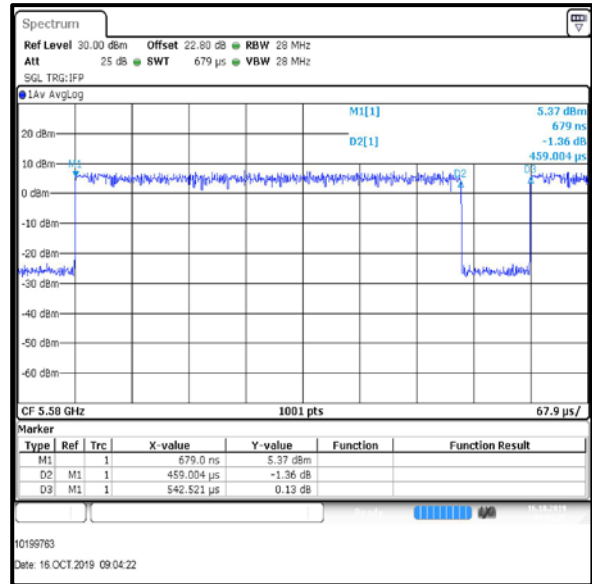 Spectrum
Ref Level 30.00 dBm Offset 22.80 dB RBW 28 MHz
Att 25 dB SWT 679 µs VBW 28 MHz
SGL TRG:IFP
1Av AvgLog
M1[1] 5.37 dBm
679 ns
D2[1] -1.36 dB
459.004 µs
20 dBm
10 dBm
M1
D2
D3
0 dBm
-10 dBm
-20 dBm
-30 dBm
-40 dBm
-50 dBm
-60 dBm
CF 5.58 GHz 1001 pts 67.9 µs/
Marker
Type Ref Trc X-value Y-value Function Function Result
M1 1 679.0 ns 5.37 dBm
D2 M1 1 459.004 µs -1.36 dB
D3 M1 1 542.521 µs 0.13 dB
10199763
Date: 16.OCT.2019 09:04:22